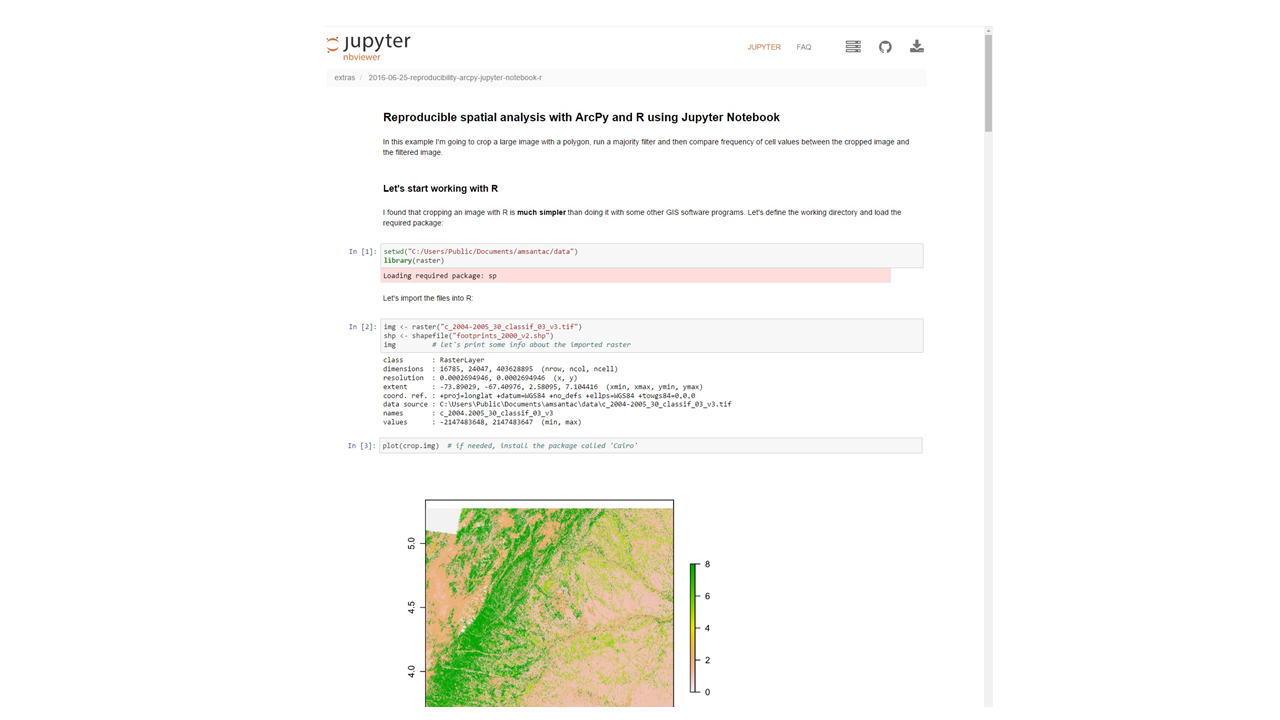 jupyter
nbviewer
JUPYTER FAQ
extras / 2016-06-25-reproducibility-arcpy-jupyter-notebook-r
Reproducible spatial analysis with ArcPy and R using Jupyter Notebook
In this example I'm going to crop a large image with a polygon, run a majority filter and then compare frequency of cell values between the cropped image and
the filtered image.
Let's start working with R
I found that cropping an image with R is much simpler than doing it with some other GIS software programs. Let's define the working directory and load the
required package:
In [1]: setwd("C:/Users/Public/Documents/amsantac/data")
library(raster)
Loading required package: sp
Let's import the files into R:
In [2]: img <- raster("c_2004-2005_30_classif_03_v3.tif")
shp <- shapefile("footprints_2000_v2.shp")
img # let's print some info about the imported raster
class : RasterLayer
dimensions : 16785, 24047, 403628895 (nrow, ncol, ncell)
resolution : 0.0002694946, 0.0002694946 (x, y)
extent : -73.89029, -67.40976, 2.58095, 7.104416 (xmin, xmax, ymin, ymax)
coord. ref. : +proj=longlat +datum=WGS84 +no_defs +ellps=WGS84 +towgs84=0,0,0
data source : C:\Users\Public\Documents\amsantac\data\c_2004-2005_30_classif_03_v3.tif
names : c_2004.2005_30_classif_03_v3
values : -2147483648, 2147483647 (min, max)
In [3]: plot(crop.img) # if needed, install the package called 'Cairo'
5.0
4.5
4.0
8
6
4
2
0